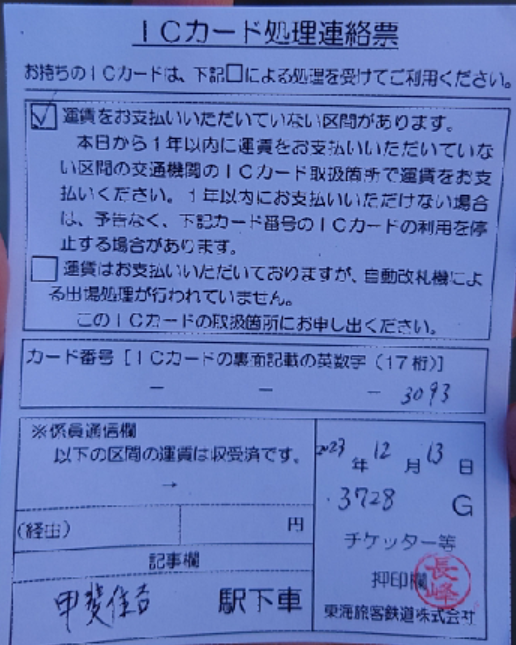 ICカード処理連絡票
お持ちのICカードは、下記□による処理を受けてご利用ください。
☑ 運賃をお支払いいただいていない区間があります。
本日から1年以内に運賃をお支払いいただいていな
い区間の交通機関のICカード取扱箇所で運賃をお支
払いください。1年以内にお支払いいただけない場合
は、予告なく、下記カード番号のICカードの利用を停
止する場合があります。
□ 運賃はお支払いいただいておりますが、自動改札機によ
る出場処理が行われていません。
このICカードの取扱箇所にお申し出ください。
カード番号[ICカードの裏面記載の英数字(17桁)]
－ － － 3093
※係員通信欄
以下の区間の運賃は収受済です。
→
(経由) 円
記事欄
甲斐住吉 駅下車
2023年12月13日
3728 G
チケッター等
押印欄
長峰
東海旅客鉄道株式会社